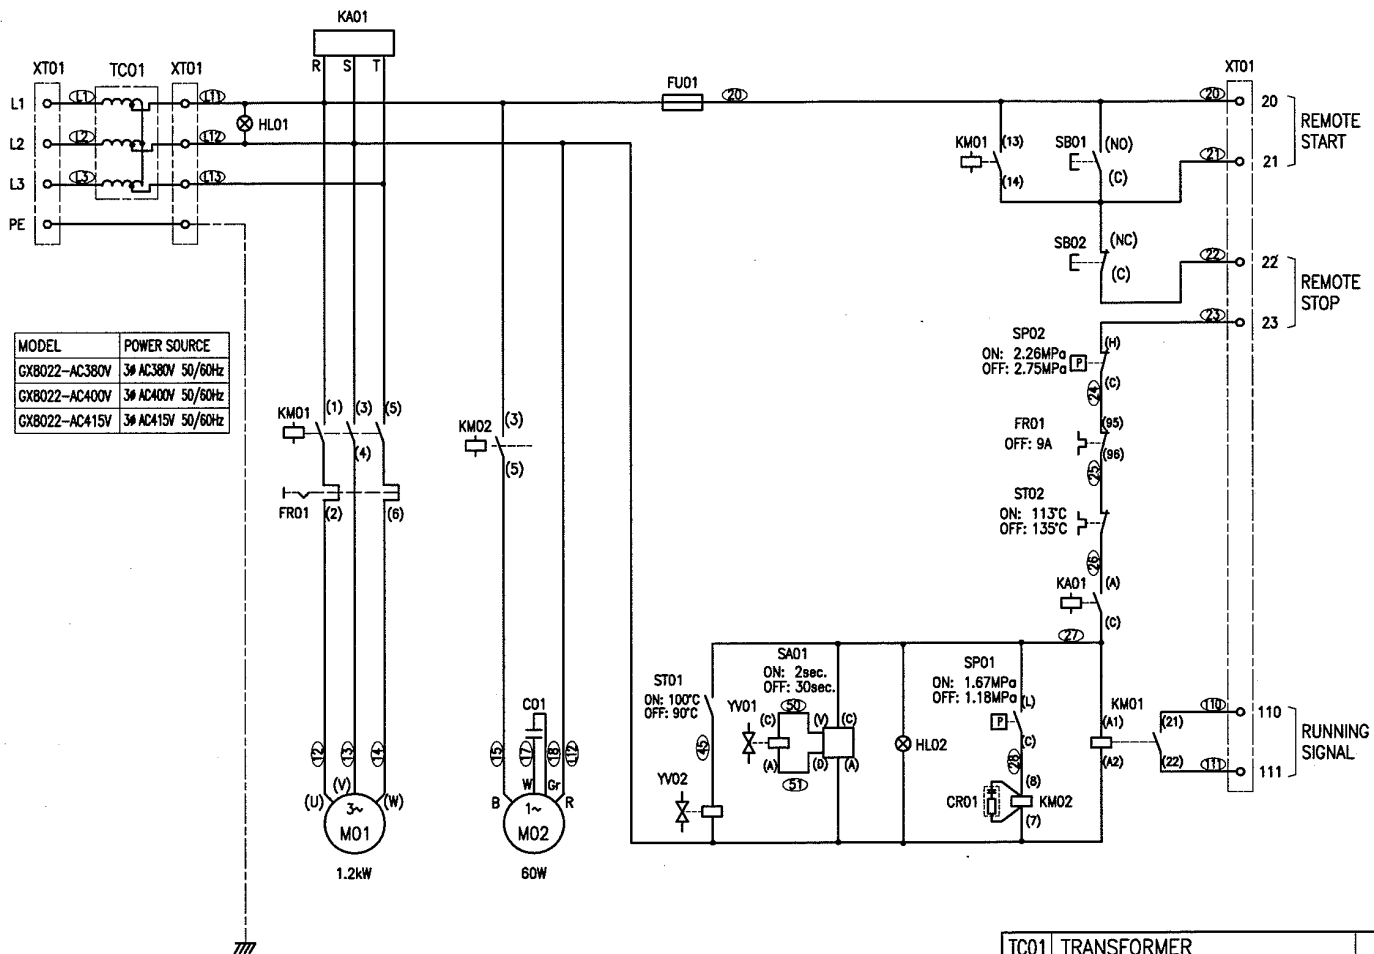 KA01
R S T
XT01 TC01 XT01
L1 L1 L11
HL01
L2 L2 L12
L3 L3 L13
PE
FU01
20
XT01
20 20
REMOTE
START
21 21
KM01 (13)
(14)
SB01 (NO)
(C)
SB02 (NC)
(C)
22 22
REMOTE
STOP
23 23
MODEL POWER SOURCE
GX8022-AC380V 3φ AC380V 50/60Hz
GX8022-AC400V 3φ AC400V 50/60Hz
GX8022-AC415V 3φ AC415V 50/60Hz
SP02
ON: 2.26MPa
OFF: 2.75MPa
P
(H)
(C)
24
FR01
OFF: 9A
(95)
(96)
25
ST02
ON: 113°C
OFF: 135°C
26
KA01
(A)
(C)
27
KM01
(1) (3) (5)
(4)
FR01
(2) (6)
KM02
(3)
(5)
12 13 14
(U) (V) (W)
3~
M01
1.2kW
C01
15 17 18 L12
B W Gr R
1~
M02
60W
ST01
ON: 100°C
OFF: 90°C
45
YV02
SA01
ON: 2sec.
OFF: 30sec.
YV01
50
(C) (V) (C)
(A) (D) (A)
51
HL02
SP01
ON: 1.67MPa
OFF: 1.18MPa
P
(L)
(C)
28
CR01
(8)
KM02
(7)
KM01
(A1)
(A2)
(21)
(22)
110 110
RUNNING
SIGNAL
111 111
TC01 TRANSFORMER